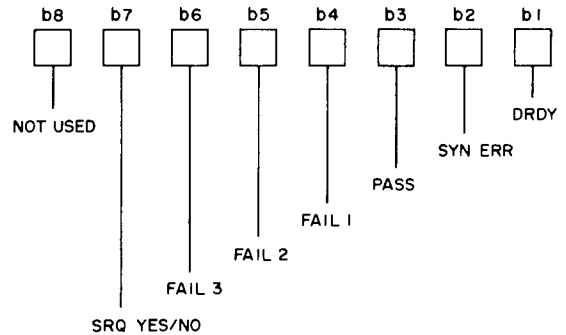 b8 b7 b6 b5 b4 b3 b2 b1
DRDY
NOT USED
SYN ERR
PASS
FAIL 1
FAIL 2
FAIL 3
SRQ YES/NO